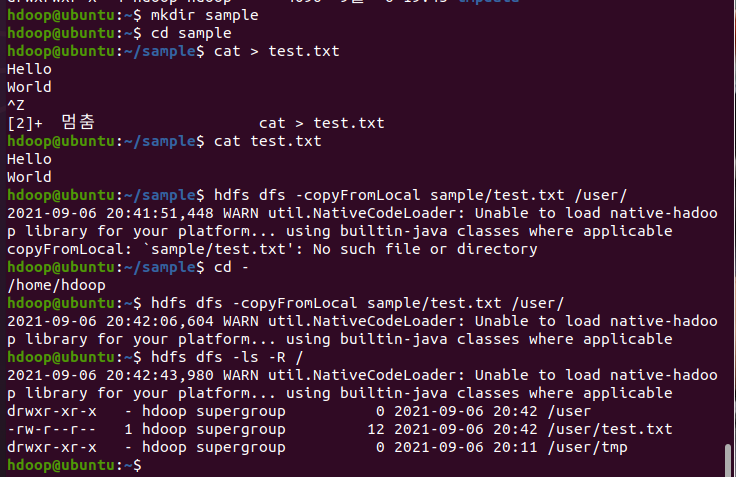 hdoop@ubuntu:~$ mkdir sample
hdoop@ubuntu:~$ cd sample
hdoop@ubuntu:~/sample$ cat > test.txt
Hello
World
^Z
[2]+  멈춤                  cat > test.txt
hdoop@ubuntu:~/sample$ cat test.txt
Hello
World
hdoop@ubuntu:~/sample$ hdfs dfs -copyFromLocal sample/test.txt /user/
2021-09-06 20:41:51,448 WARN util.NativeCodeLoader: Unable to load native-hadoo
p library for your platform... using builtin-java classes where applicable
copyFromLocal: `sample/test.txt': No such file or directory
hdoop@ubuntu:~/sample$ cd -
/home/hdoop
hdoop@ubuntu:~$ hdfs dfs -copyFromLocal sample/test.txt /user/
2021-09-06 20:42:06,604 WARN util.NativeCodeLoader: Unable to load native-hadoo
p library for your platform... using builtin-java classes where applicable
hdoop@ubuntu:~$ hdfs dfs -ls -R /
2021-09-06 20:42:43,980 WARN util.NativeCodeLoader: Unable to load native-hadoo
p library for your platform... using builtin-java classes where applicable
drwxr-xr-x   - hdoop supergroup          0 2021-09-06 20:42 /user
-rw-r--r--   1 hdoop supergroup         12 2021-09-06 20:42 /user/test.txt
drwxr-xr-x   - hdoop supergroup          0 2021-09-06 20:11 /user/tmp
hdoop@ubuntu:~$